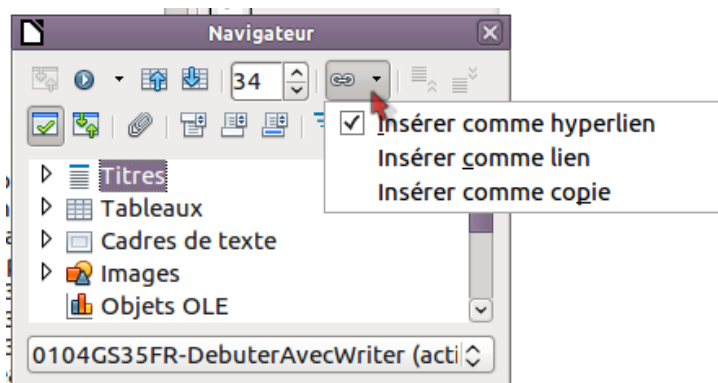 Navigateur
34
Insérer comme hyperlien
Insérer comme lien
Insérer comme copie
Titres
Tableaux
Cadres de texte
Images
Objets OLE
0104GS35FR-DebuterAvecWriter (acti